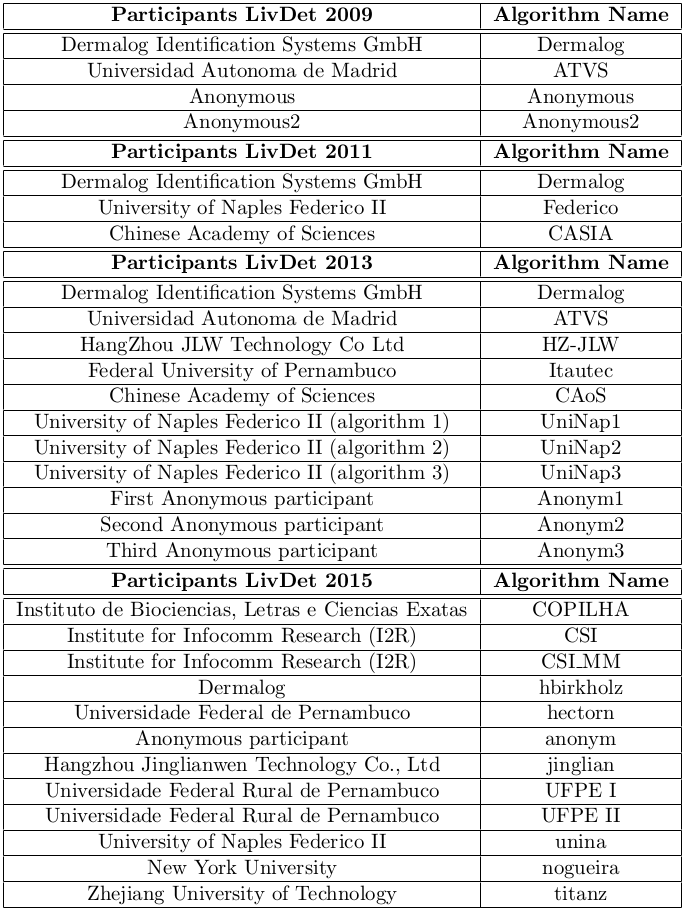 Participants LivDet 2009 Algorithm Name
Dermalog Identification Systems GmbH Dermalog
Universidad Autonoma de Madrid ATVS
Anonymous Anonymous
Anonymous2 Anonymous2
Participants LivDet 2011 Algorithm Name
Dermalog Identification Systems GmbH Dermalog
University of Naples Federico II Federico
Chinese Academy of Sciences CASIA
Participants LivDet 2013 Algorithm Name
Dermalog Identification Systems GmbH Dermalog
Universidad Autonoma de Madrid ATVS
HangZhou JLW Technology Co Ltd HZ-JLW
Federal University of Pernambuco Itautec
Chinese Academy of Sciences CAoS
University of Naples Federico II (algorithm 1) UniNap1
University of Naples Federico II (algorithm 2) UniNap2
University of Naples Federico II (algorithm 3) UniNap3
First Anonymous participant Anonym1
Second Anonymous participant Anonym2
Third Anonymous participant Anonym3
Participants LivDet 2015 Algorithm Name
Instituto de Biociencias, Letras e Ciencias Exatas COPILHA
Institute for Infocomm Research (I2R) CSI
Institute for Infocomm Research (I2R) CSI_MM
Dermalog hbirkholz
Universidade Federal de Pernambuco hectorn
Anonymous participant anonym
Hangzhou Jinglianwen Technology Co., Ltd jinglian
Universidade Federal Rural de Pernambuco UFPE I
Universidade Federal Rural de Pernambuco UFPE II
University of Naples Federico II unina
New York University nogueira
Zhejiang University of Technology titanz